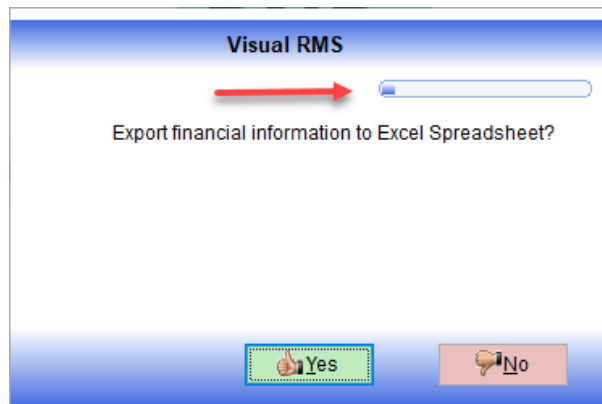 Visual RMS
Export financial information to Excel Spreadsheet?
Yes
No